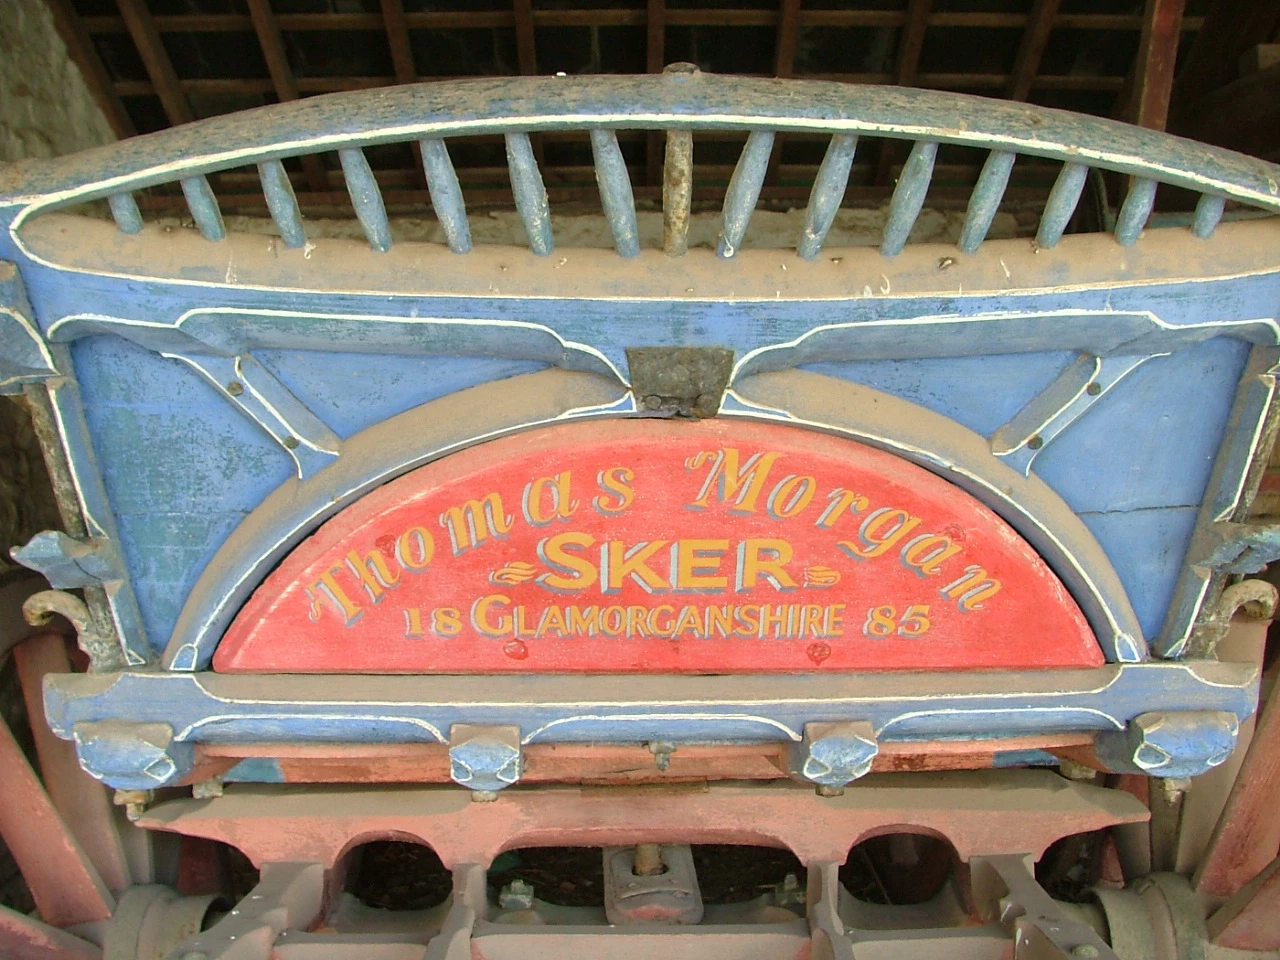 Thomas Morgan
SKER
18 GLAMORGANSHIRE 85